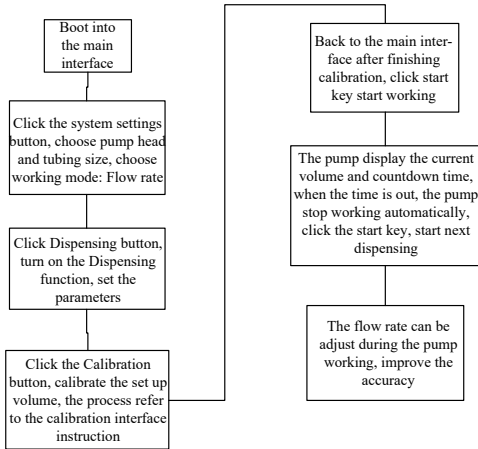 Boot into
the main
interface
Click the system settings
button, choose pump head
and tubing size, choose
working mode: Flow rate
Click Dispensing button,
turn on the Dispensing
function, set the
parameters
Click the Calibration
button, calibrate the set up
volume, the process refer
to the calibration interface
instruction
Back to the main inter-
face after finishing
calibration, click start
key start working
The pump display the current
volume and countdown time,
when the time is out, the pump
stop working automatically,
click the start key, start next
dispensing
The flow rate can be
adjust during the pump
working, improve the
accuracy